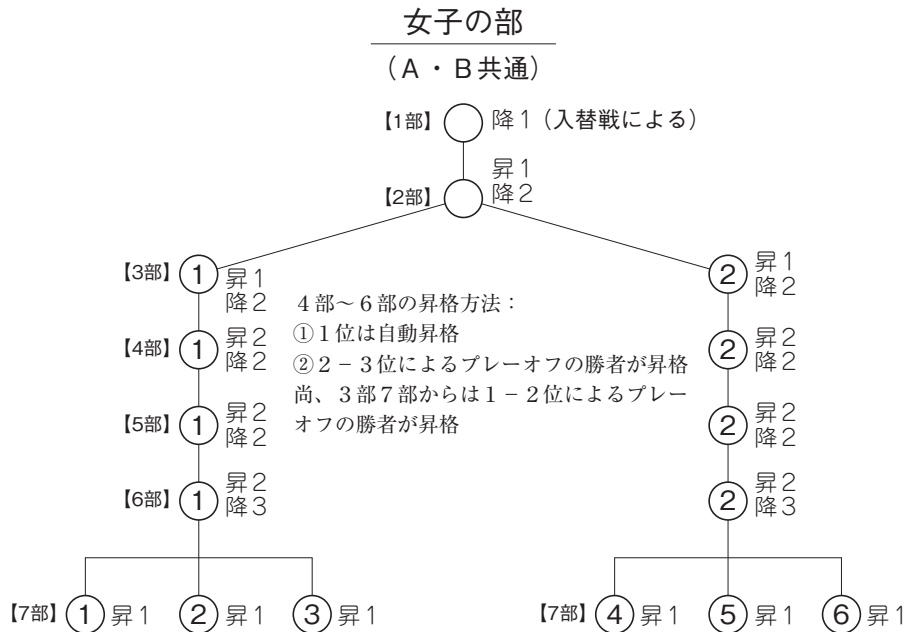 女子の部
（A・B共通）
【1部】 降1（入替戦による）
昇1
【2部】 降2
【3部】 1 昇1 2 昇1
降2 降2
4部〜6部の昇格方法：
①1位は自動昇格
②2－3位によるプレーオフの勝者が昇格
尚、3部7部からは1－2位によるプレー
オフの勝者が昇格
【4部】 1 昇2 2 昇2
降2 降2
【5部】 1 昇2 2 昇2
降2 降2
【6部】 1 昇2 2 昇2
降3 降3
【7部】 1 昇1 2 昇1 3 昇1 【7部】 4 昇1 5 昇1 6 昇1